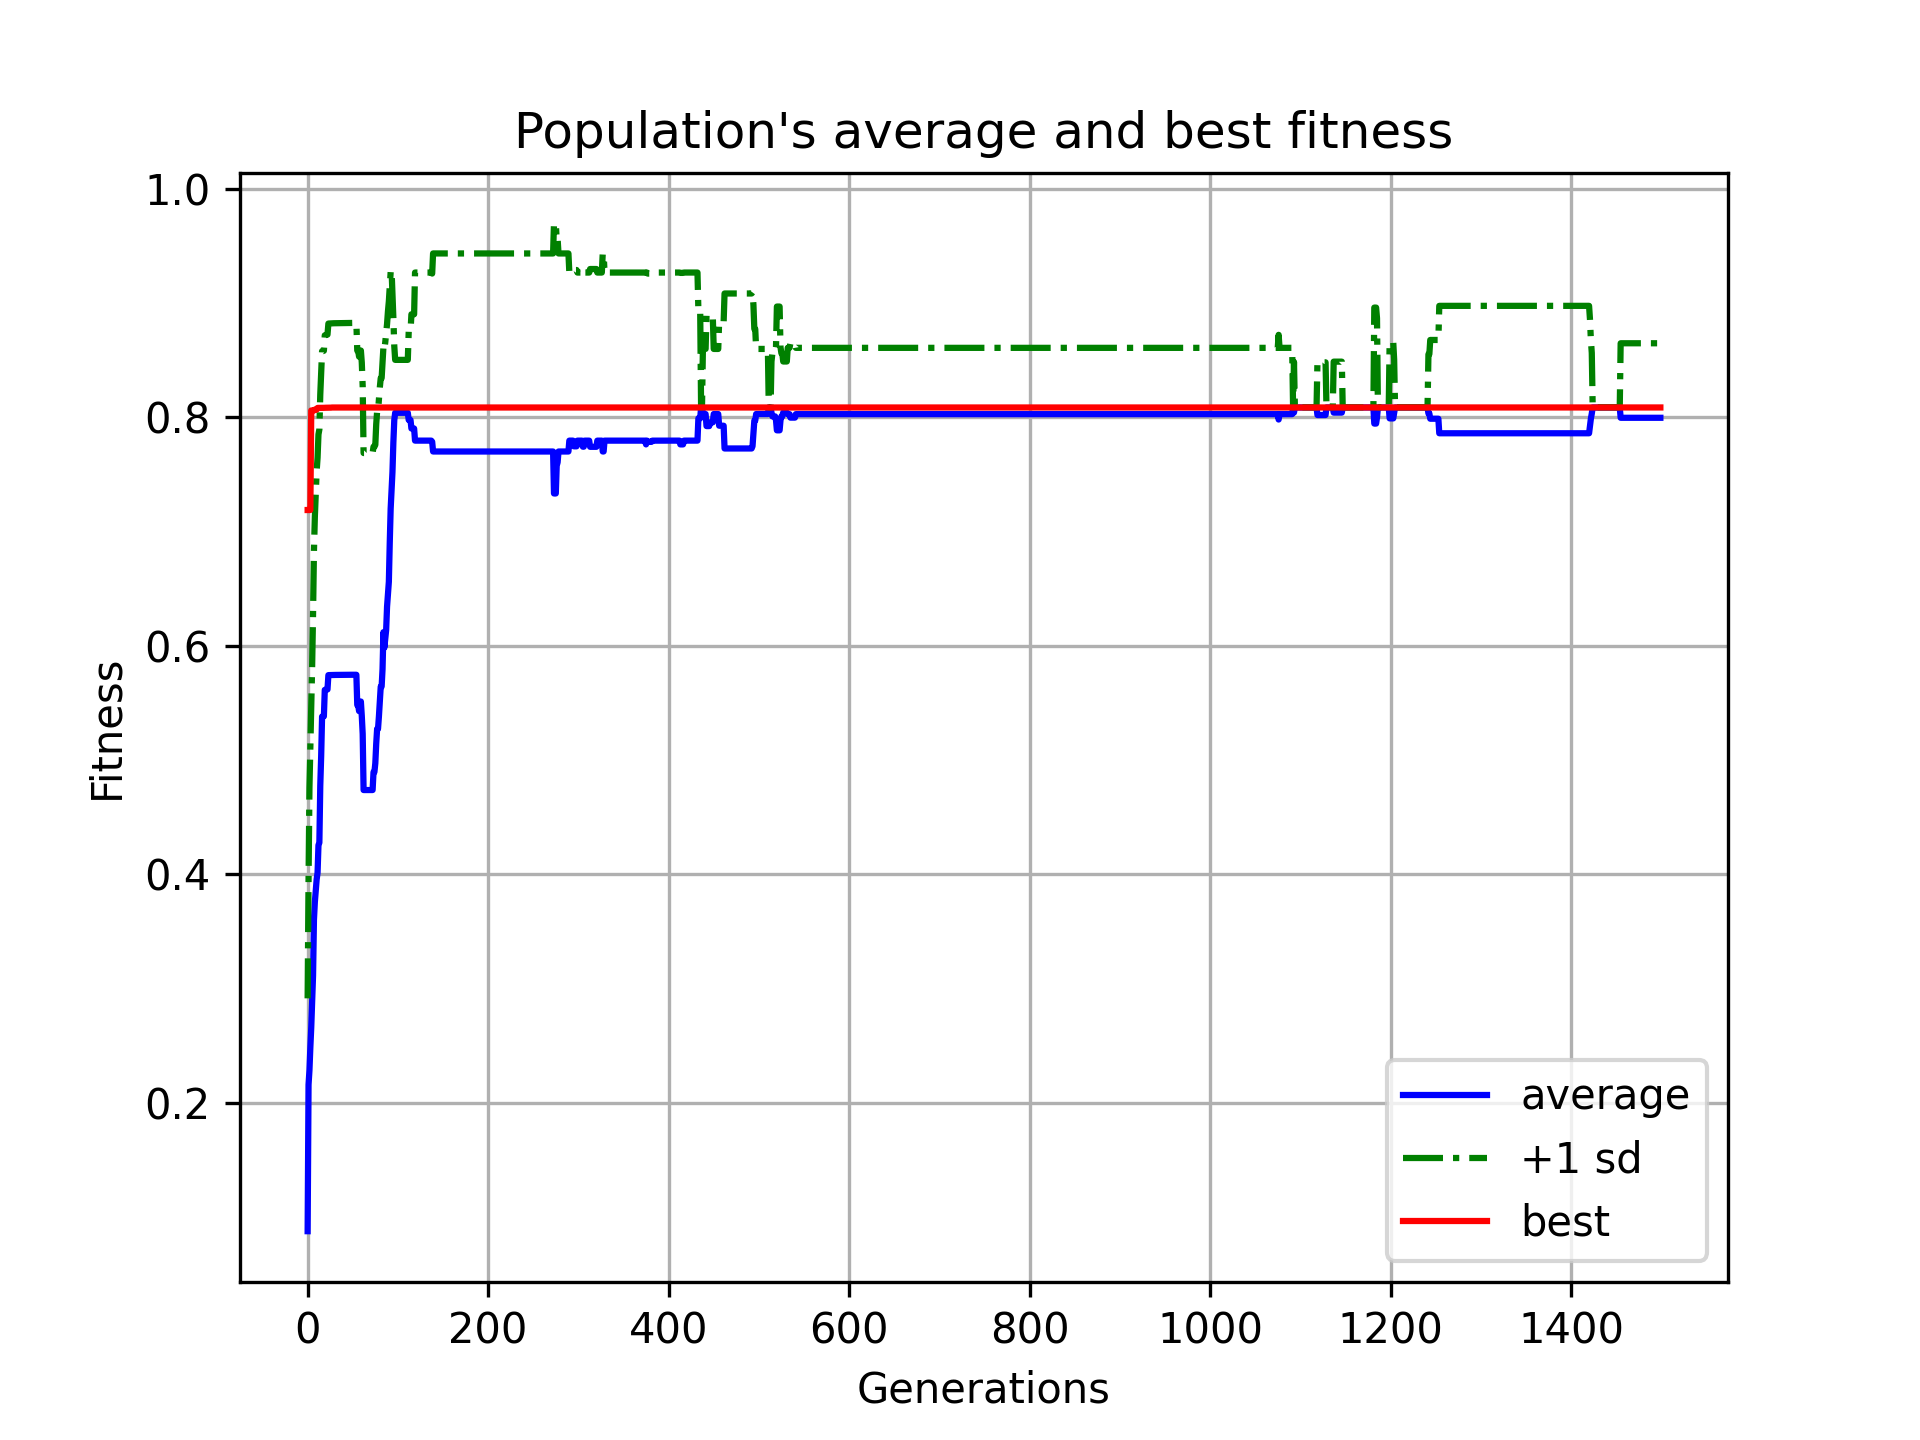 Population's average and best fitness
1.0
0.8
0.6
0.4
0.2
Fitness
0 200 400 600 800 1000 1200 1400
Generations
average
+1 sd
best